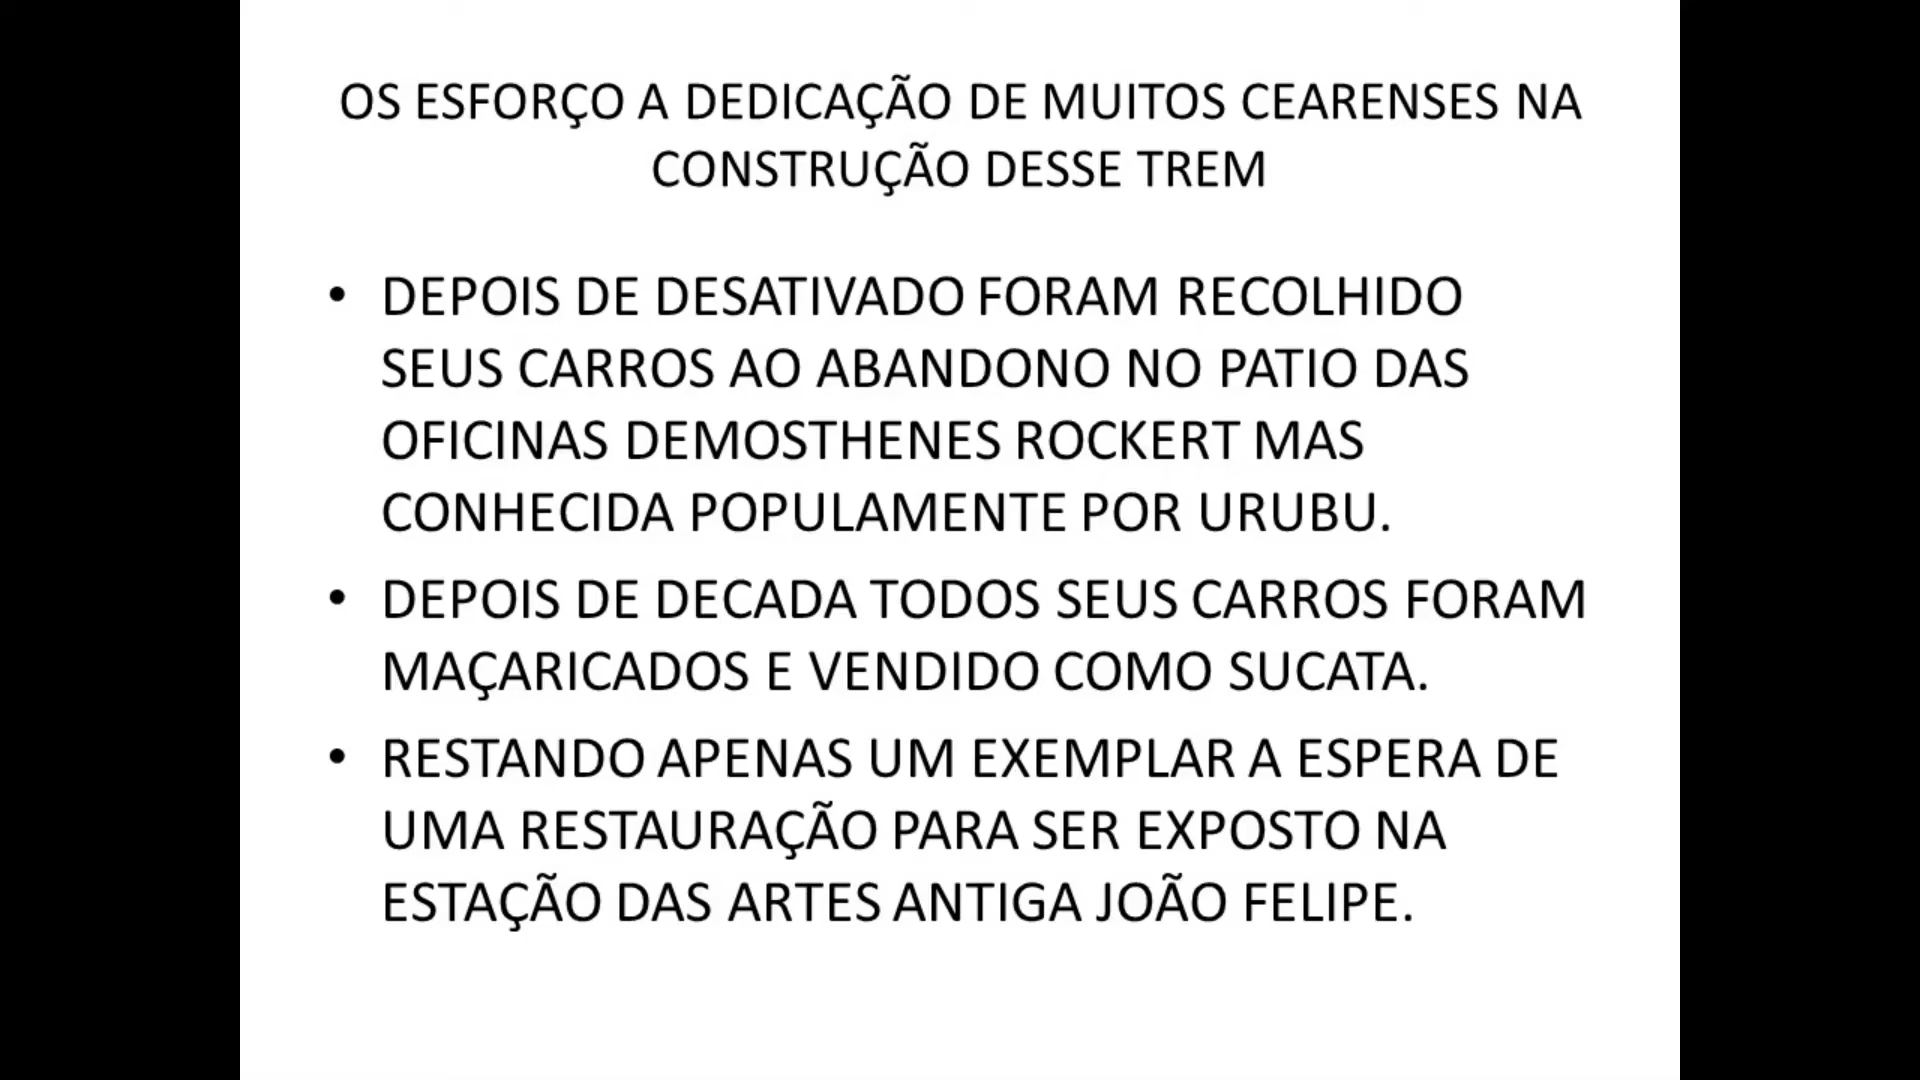 OS ESFORÇO A DEDICAÇÃO DE MUITOS CEARENSES NA
CONSTRUÇÃO DESSE TREM
• DEPOIS DE DESATIVADO FORAM RECOLHIDO
SEUS CARROS AO ABANDONO NO PATIO DAS
OFICINAS DEMOSTHENES ROCKERT MAS
CONHECIDA POPULAMENTE POR URUBU.
• DEPOIS DE DECADA TODOS SEUS CARROS FORAM
MAÇARICADOS E VENDIDO COMO SUCATA.
• RESTANDO APENAS UM EXEMPLAR A ESPERA DE
UMA RESTAURAÇÃO PARA SER EXPOSTO NA
ESTAÇÃO DAS ARTES ANTIGA JOÃO FELIPE.